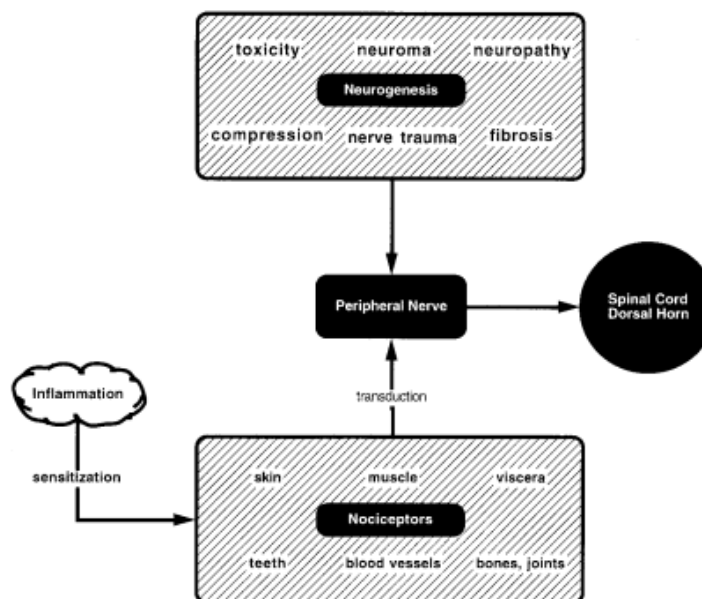 toxicity neuroma neuropathy
Neurogenesis
compression nerve trauma fibrosis
Peripheral Nerve
Spinal Cord
Dorsal Horn
Inflammation
transduction
sensitization
skin muscle viscera
Nociceptors
teeth blood vessels bones, joints